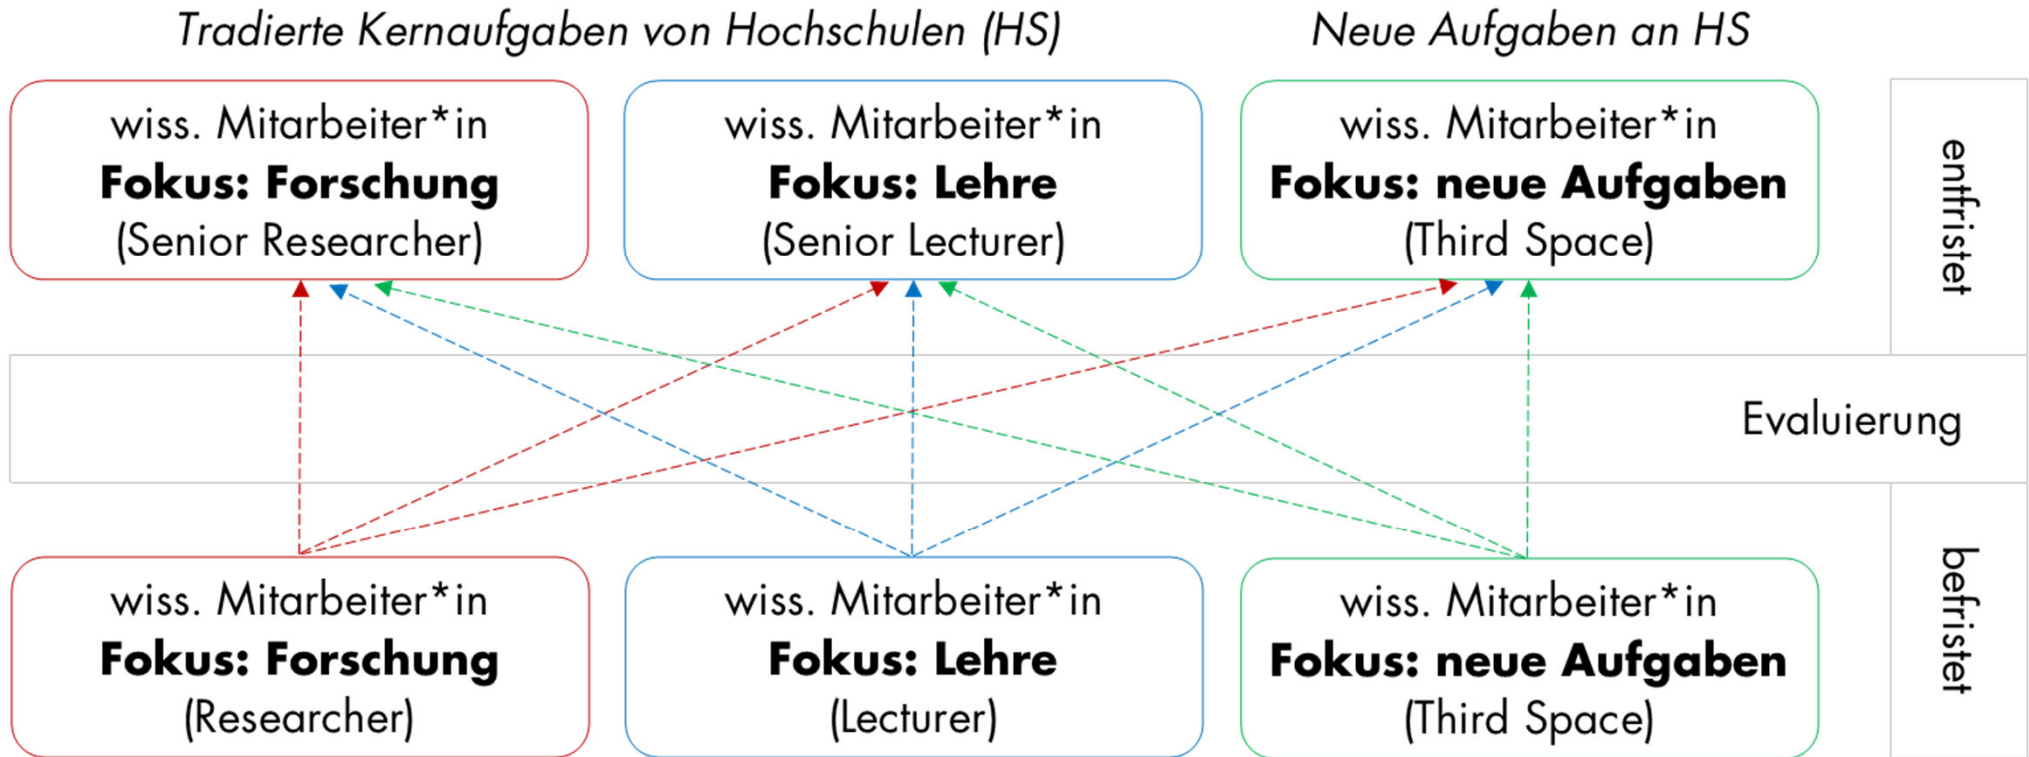 Tradierte Kernaufgaben von Hochschulen (HS)
Neue Aufgaben an HS
wiss. Mitarbeiter*in
Fokus: Forschung
(Senior Researcher)
wiss. Mitarbeiter*in
Fokus: Lehre
(Senior Lecturer)
wiss. Mitarbeiter*in
Fokus: neue Aufgaben
(Third Space)
entfristet
Evaluierung
wiss. Mitarbeiter*in
Fokus: Forschung
(Researcher)
wiss. Mitarbeiter*in
Fokus: Lehre
(Lecturer)
wiss. Mitarbeiter*in
Fokus: neue Aufgaben
(Third Space)
befristet